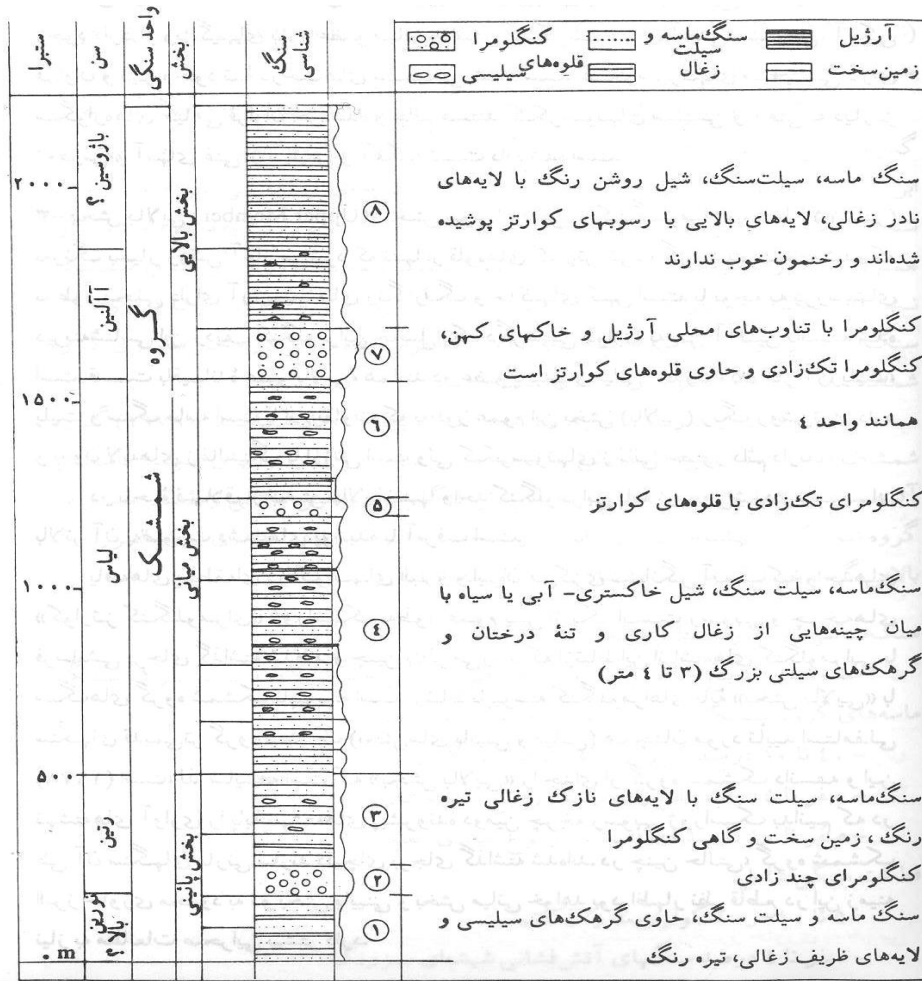 ستبرا
سن
واحد سنگی
بخش
سنگ شناسی
کنگلومرا
سنگ‌ماسه و سیلت
آرژیل
قلوه‌های سیلیسی
زغال
زمین‌سخت
۲۰۰۰
۱۵۰۰
۱۰۰۰
۵۰۰
۰ m
باژوسین ؟
آآلنین
لیاس
رتین
نورین بالا ؟
گروه شمشک
بخش بالایی
بخش میانی
بخش پائینی
۸
سنگ ماسه، سیلت‌سنگ، شیل روشن رنگ با لایه‌های
نادر زغالی، لایه‌های بالایی با رسوبهای کوارتز پوشیده
شده‌اند و رخنمون خوب ندارند
۷
کنگلومرا با تناوب‌های محلی آرژیل و خاکهای کهن،
کنگلومرا تک‌زادی و حاوی قلوه‌های کوارتز است
۶
همانند واحد ٤
۵
کنگلومرای تک‌زادی با قلوه‌های کوارتز
٤
سنگ‌ماسه، سیلت سنگ، شیل خاکستری- آبی یا سیاه با
میان چینه‌هایی از زغال کاری و تنهٔ درختان و
گرهک‌های سیلتی بزرگ (۳ تا ٤ متر)
۳
سنگ‌ماسه، سیلت سنگ با لایه‌های نازک زغالی تیره
رنگ، زمین سخت و گاهی کنگلومرا
۲
کنگلومرای چند زادی
۱
سنگ ماسه و سیلت سنگ، حاوی گرهک‌های سیلیسی و
لایه‌های ظریف زغالی، تیره رنگ